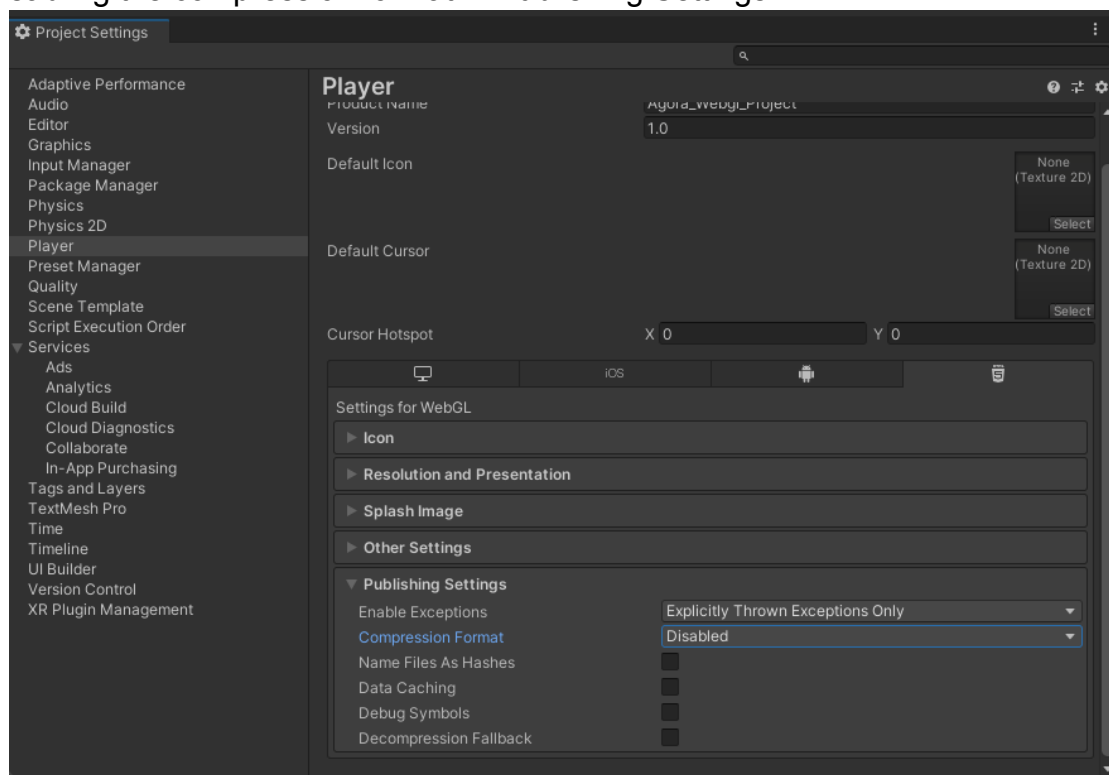 Project Settings
Adaptive Performance
Audio
Editor
Graphics
Input Manager
Package Manager
Physics
Physics 2D
Player
Preset Manager
Quality
Scene Template
Script Execution Order
Services
Ads
Analytics
Cloud Build
Cloud Diagnostics
Collaborate
In-App Purchasing
Tags and Layers
TextMesh Pro
Time
Timeline
UI Builder
Version Control
XR Plugin Management
Player
Product Name Agora_Webgl_Project
Version 1.0
Default Icon
None
(Texture 2D)
Select
Default Cursor
None
(Texture 2D)
Select
Cursor Hotspot X 0 Y 0
iOS
Settings for WebGL
Icon
Resolution and Presentation
Splash Image
Other Settings
Publishing Settings
Enable Exceptions Explicitly Thrown Exceptions Only
Compression Format Disabled
Name Files As Hashes
Data Caching
Debug Symbols
Decompression Fallback